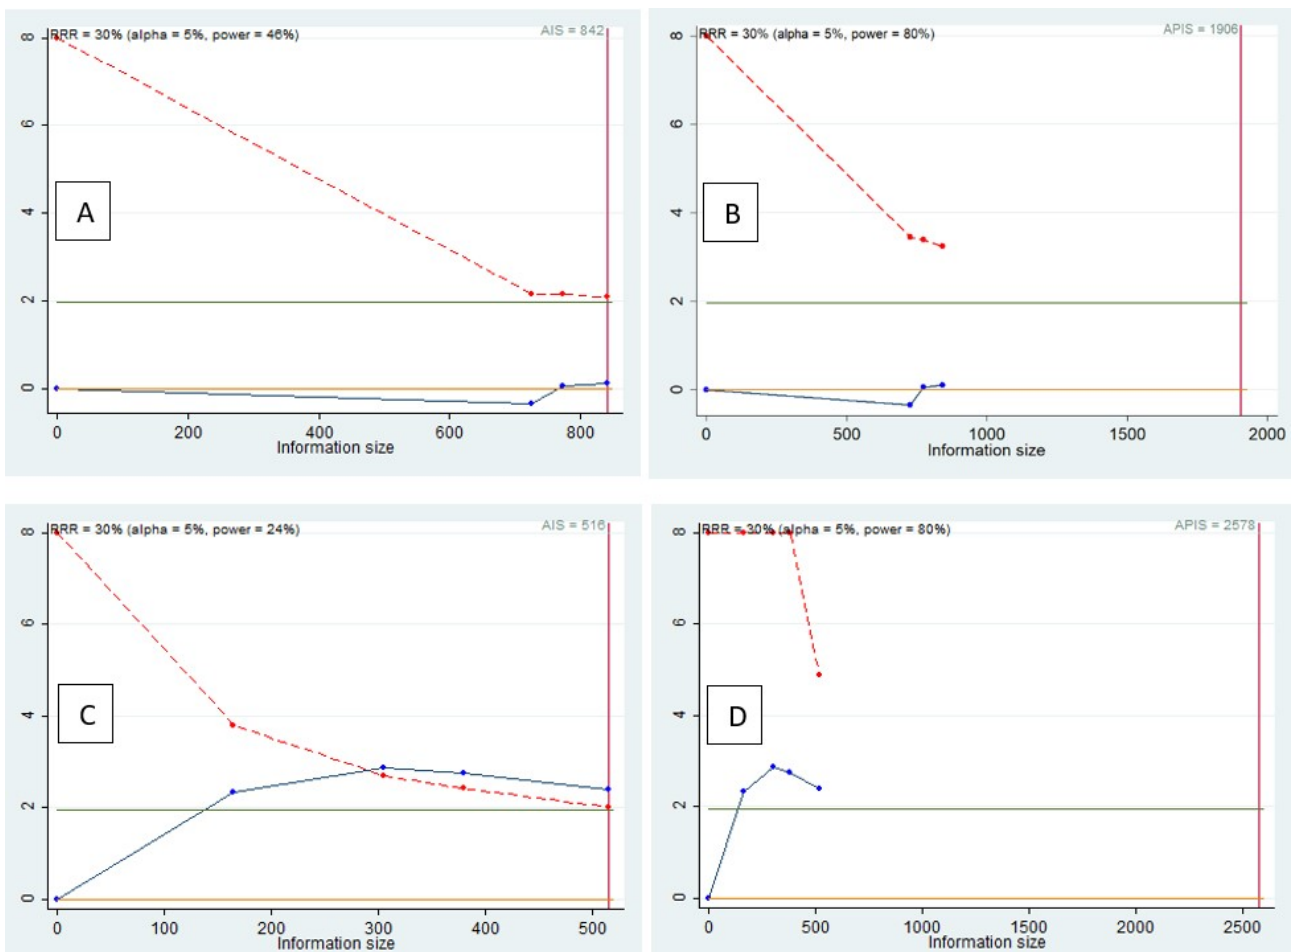 RRR = 30% (alpha = 5%, power = 46%) AIS = 842
8
6
4
2
0
A
0 200 400 600 800
Information size
RRR = 30% (alpha = 5%, power = 80%) APIS = 1906
8
6
4
2
0
B
0 500 1000 1500 2000
Information size
RRR = 30% (alpha = 5%, power = 24%) AIS = 516
8
6
4
2
0
C
0 100 200 300 400 500
Information size
RRR = 30% (alpha = 5%, power = 80%) APIS = 2578
8
6
4
2
0
D
0 500 1000 1500 2000 2500
Information size